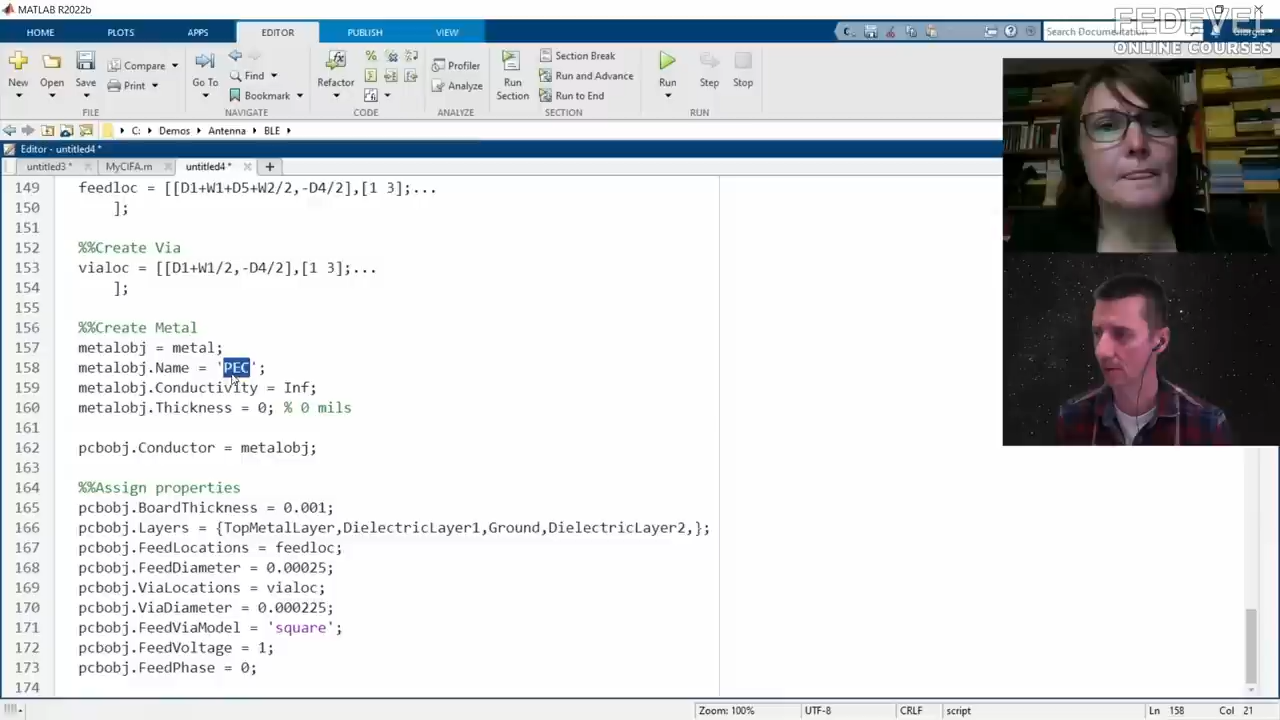 MATLAB R2022b
HOME PLOTS APPS EDITOR PUBLISH VIEW
Search Documentation
FEDEVEL
ONLINE COURSES
New Open Save Compare Print
Go To Find Bookmark
Refactor
Profiler Analyze
Run Section
Section Break
Run and Advance
Run to End
Run Step Stop
FILE NAVIGATE CODE ANALYZE SECTION RUN
C: Demos Antenna BLE
Editor - untitled4 *
untitled3 * MyCIFA.m untitled4 *
149 feedloc = [[D1+W1+D5+W2/2,-D4/2],[1 3];...
150 ];
151
152 %%Create Via
153 vialoc = [[D1+W1/2,-D4/2],[1 3];...
154 ];
155
156 %%Create Metal
157 metalobj = metal;
158 metalobj.Name = 'PEC';
159 metalobj.Conductivity = Inf;
160 metalobj.Thickness = 0; % 0 mils
161
162 pcbobj.Conductor = metalobj;
163
164 %%Assign properties
165 pcbobj.BoardThickness = 0.001;
166 pcbobj.Layers = {TopMetalLayer,DielectricLayer1,Ground,DielectricLayer2,};
167 pcbobj.FeedLocations = feedloc;
168 pcbobj.FeedDiameter = 0.00025;
169 pcbobj.ViaLocations = vialoc;
170 pcbobj.ViaDiameter = 0.000225;
171 pcbobj.FeedViaModel = 'square';
172 pcbobj.FeedVoltage = 1;
173 pcbobj.FeedPhase = 0;
174
Zoom: 100% UTF-8 CRLF script Ln 158 Col 21